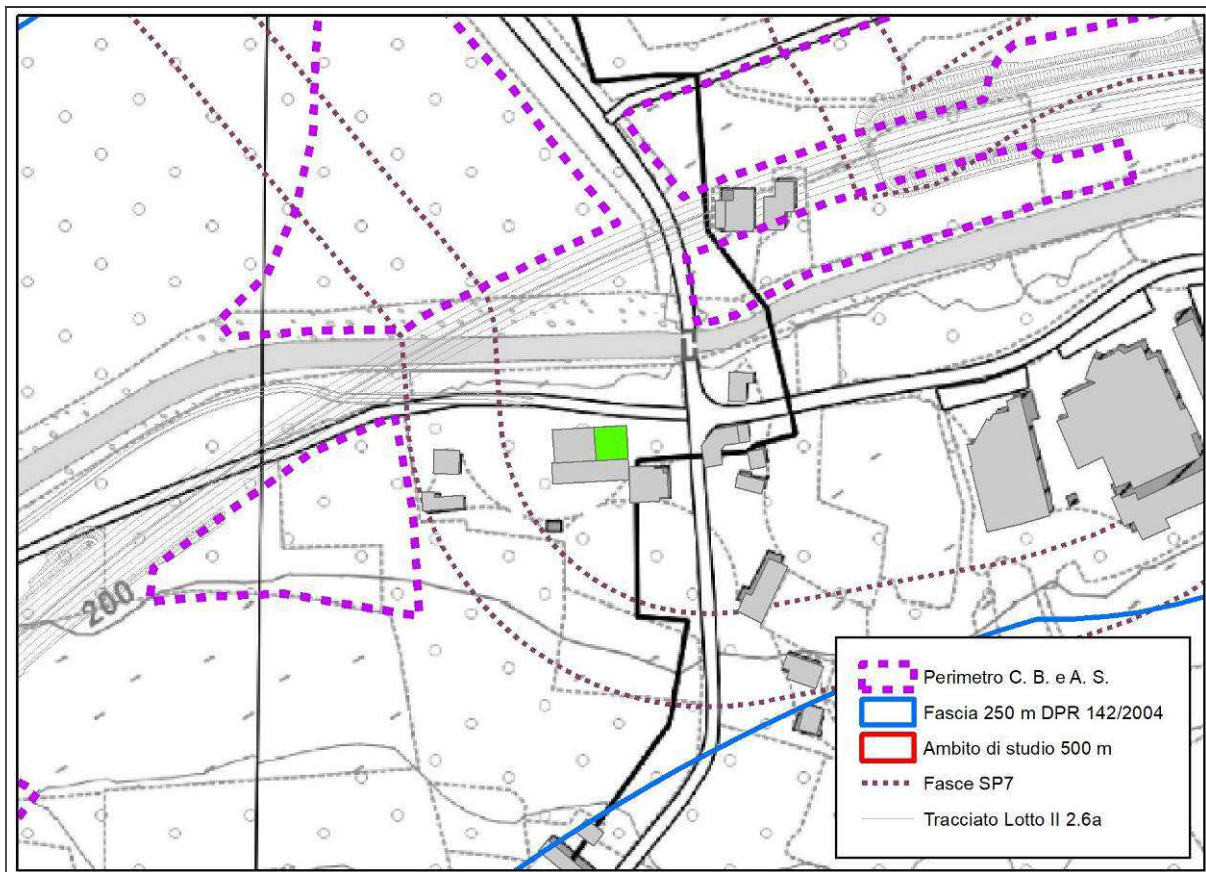 200
Perimetro C. B. e A. S.
Fascia 250 m DPR 142/2004
Ambito di studio 500 m
Fasce SP7
Tracciato Lotto II 2.6a